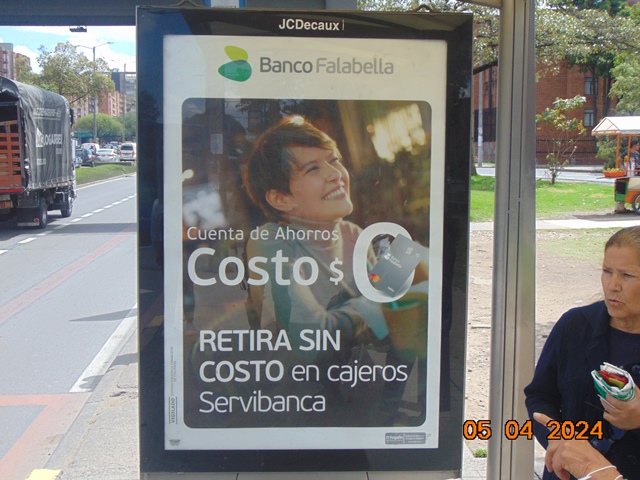 JCDecaux
Banco Falabella
Cuenta de Ahorros
Costo $0
RETIRA SIN
COSTO en cajeros
Servibanca
05 04 2024